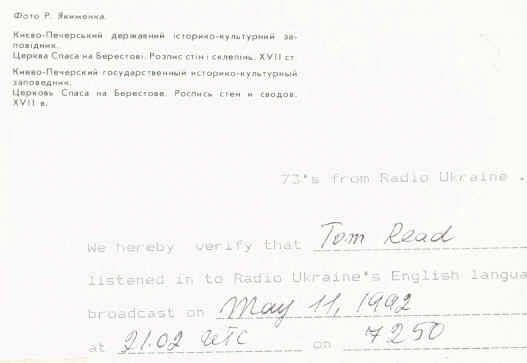 Фото Р. Якименка.
Києво-Печерський державний історико-культурний за-
повідник.
Церква Спаса на Берестові. Розпис стін і склепінь. XVII ст.
Киево-Печерский государственный историко-культурный
заповедник.
Церковь Спаса на Берестове. Роспись стен и сводов.
XVII в.
73's from Radio Ukraine .
We hereby verify that Tom Read
listened in to Radio Ukraine's English langua
broadcast on May 11, 1992
at 21.02 UTC on 7250